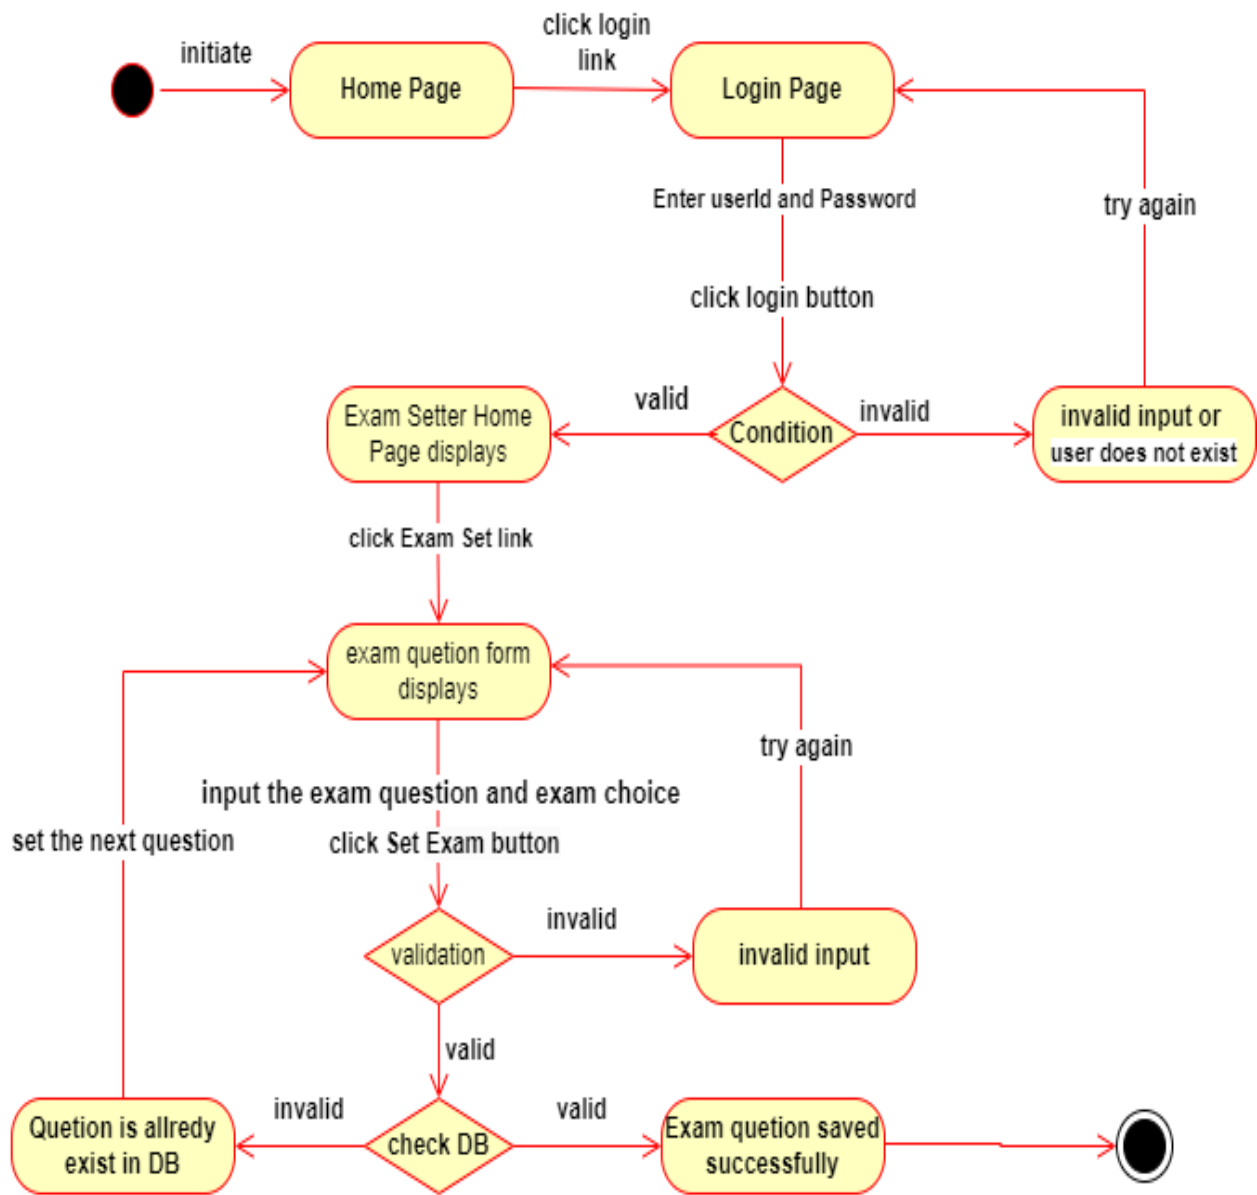 click login
link
initiate
Home Page
Login Page
Enter userId and Password
try again
click login button
valid
invalid
Exam Setter Home
Page displays
Condition
invalid input or
user does not exist
click Exam Set link
exam quetion form
displays
try again
input the exam question and exam choice
set the next question
click Set Exam button
invalid
validation
invalid input
valid
invalid
valid
Quetion is allredy
exist in DB
check DB
Exam quetion saved
successfully